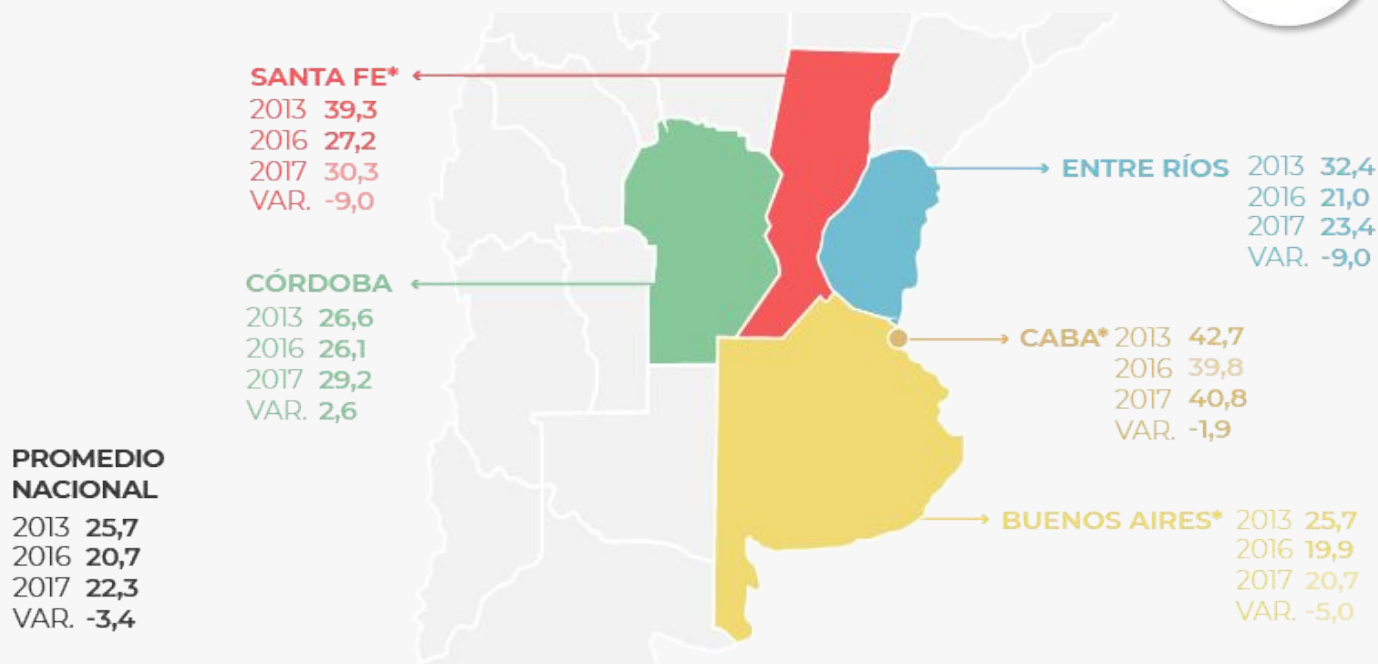 SANTA FE*
2013 39,3
2016 27,2
2017 30,3
VAR. -9,0
ENTRE RÍOS
2013 32,4
2016 21,0
2017 23,4
VAR. -9,0
CÓRDOBA
2013 26,6
2016 26,1
2017 29,2
VAR. 2,6
CABA*
2013 42,7
2016 39,8
2017 40,8
VAR. -1,9
PROMEDIO
NACIONAL
2013 25,7
2016 20,7
2017 22,3
VAR. -3,4
BUENOS AIRES*
2013 25,7
2016 19,9
2017 20,7
VAR. -5,0